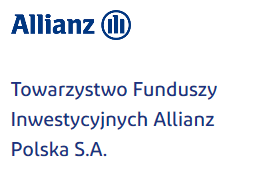 Allianz
Towarzystwo Funduszy
Inwestycyjnych Allianz
Polska S.A.